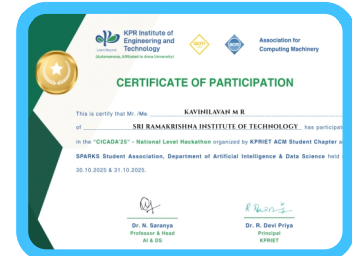 KPR Institute of
Engineering and
Technology
Learn Beyond
(Autonomous, Affiliated to Anna University)
Association for
Computing Machinery
CERTIFICATE OF PARTICIPATION
This is certify that Mr. /Ms. KAVINILAVAN M R
of SRI RAMAKRISHNA INSTITUTE OF TECHNOLOGY has participat
in the "CICADA'25" - National Level Hackathon organized by KPRIET ACM Student Chapter a
SPARKS Student Association, Department of Artificial Intelligence & Data Science held
30.10.2025 & 31.10.2025.
Dr. N. Saranya
Professor & Head
AI & DS
Dr. R. Devi Priya
Principal
KPRIET